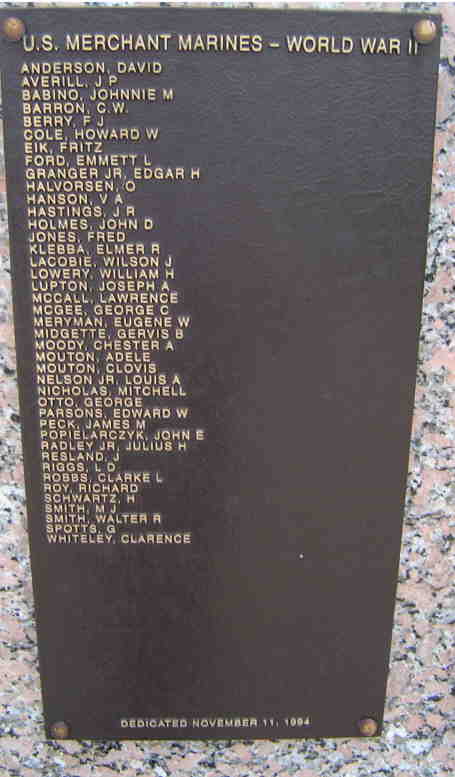 U.S. MERCHANT MARINES – WORLD WAR II
ANDERSON, DAVID
AVERILL, J P
BABINO, JOHNNIE M
BARRON, C.W.
BERRY, F J
COLE, HOWARD W
EIK, FRITZ
FORD, EMMETT L
GRANGER JR, EDGAR H
HALVORSEN, O
HANSON, V A
HASTINGS, J R
HOLMES, JOHN D
JONES, FRED
KLEBBA, ELMER R
LACOBIE, WILSON J
LOWERY, WILLIAM H
LUPTON, JOSEPH A
MCCALL, LAWRENCE
MCGEE, GEORGE C
MERYMAN, EUGENE W
MIDGETTE, GERVIS B
MOODY, CHESTER A
MOUTON, ADELE
MOUTON, CLOVIS
NELSON JR, LOUIS A
NICHOLAS, MITCHELL
OTTO, GEORGE
PARSONS, EDWARD W
PECK, JAMES M
POPIELARCZYK, JOHN E
RADLEY JR, JULIUS H
RESLAND, J
RIGGS, L D
ROBBS, CLARKE L
ROY, RICHARD
SCHWARTZ, H
SMITH, M J
SMITH, WALTER R
SPOTTS, G
WHITELEY, CLARENCE
DEDICATED NOVEMBER 11, 1994